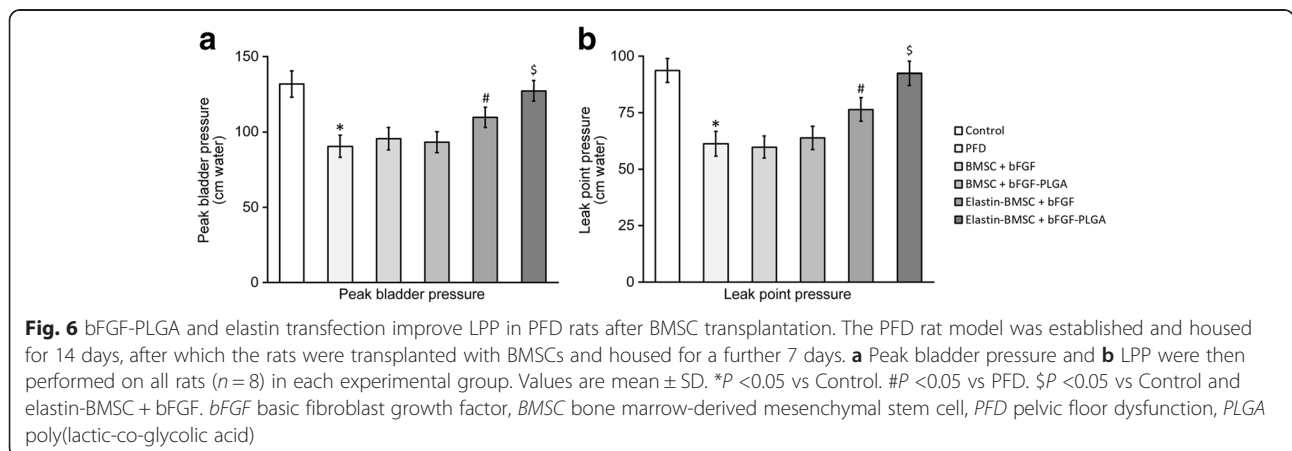 a
150
100
50
0
Peak bladder pressure
(cm water)
*
#
$
Peak bladder pressure
b
100
75
50
25
0
Leak point pressure
(cm water)
*
#
$
Leak point pressure
Control
PFD
BMSC + bFGF
BMSC + bFGF-PLGA
Elastin-BMSC + bFGF
Elastin-BMSC + bFGF-PLGA
Fig. 6 bFGF-PLGA and elastin transfection improve LPP in PFD rats after BMSC transplantation. The PFD rat model was established and housed
for 14 days, after which the rats were transplanted with BMSCs and housed for a further 7 days. a Peak bladder pressure and b LPP were then
performed on all rats (n = 8) in each experimental group. Values are mean ± SD. *P <0.05 vs Control. #P <0.05 vs PFD. $P <0.05 vs Control and
elastin-BMSC + bFGF. bFGF basic fibroblast growth factor, BMSC bone marrow-derived mesenchymal stem cell, PFD pelvic floor dysfunction, PLGA
poly(lactic-co-glycolic acid)